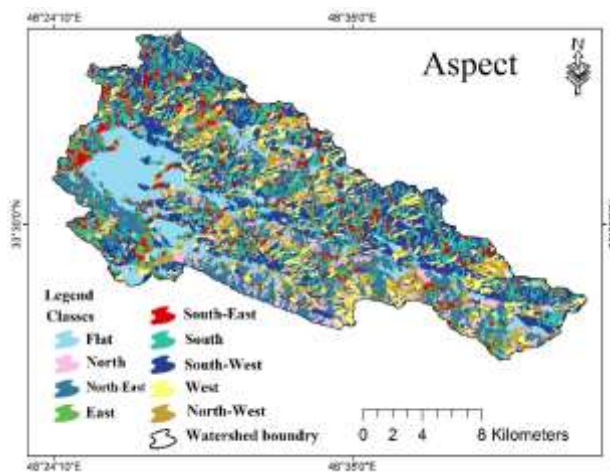 48°24'10"E
48°35'0"E
Aspect
N
33°30'0"N
Legend
Classes
Flat
North
North-East
East
South-East
South
South-West
West
North-West
Watershed boundry
0 2 4 8 Kilometers
48°24'10"E
48°35'0"E